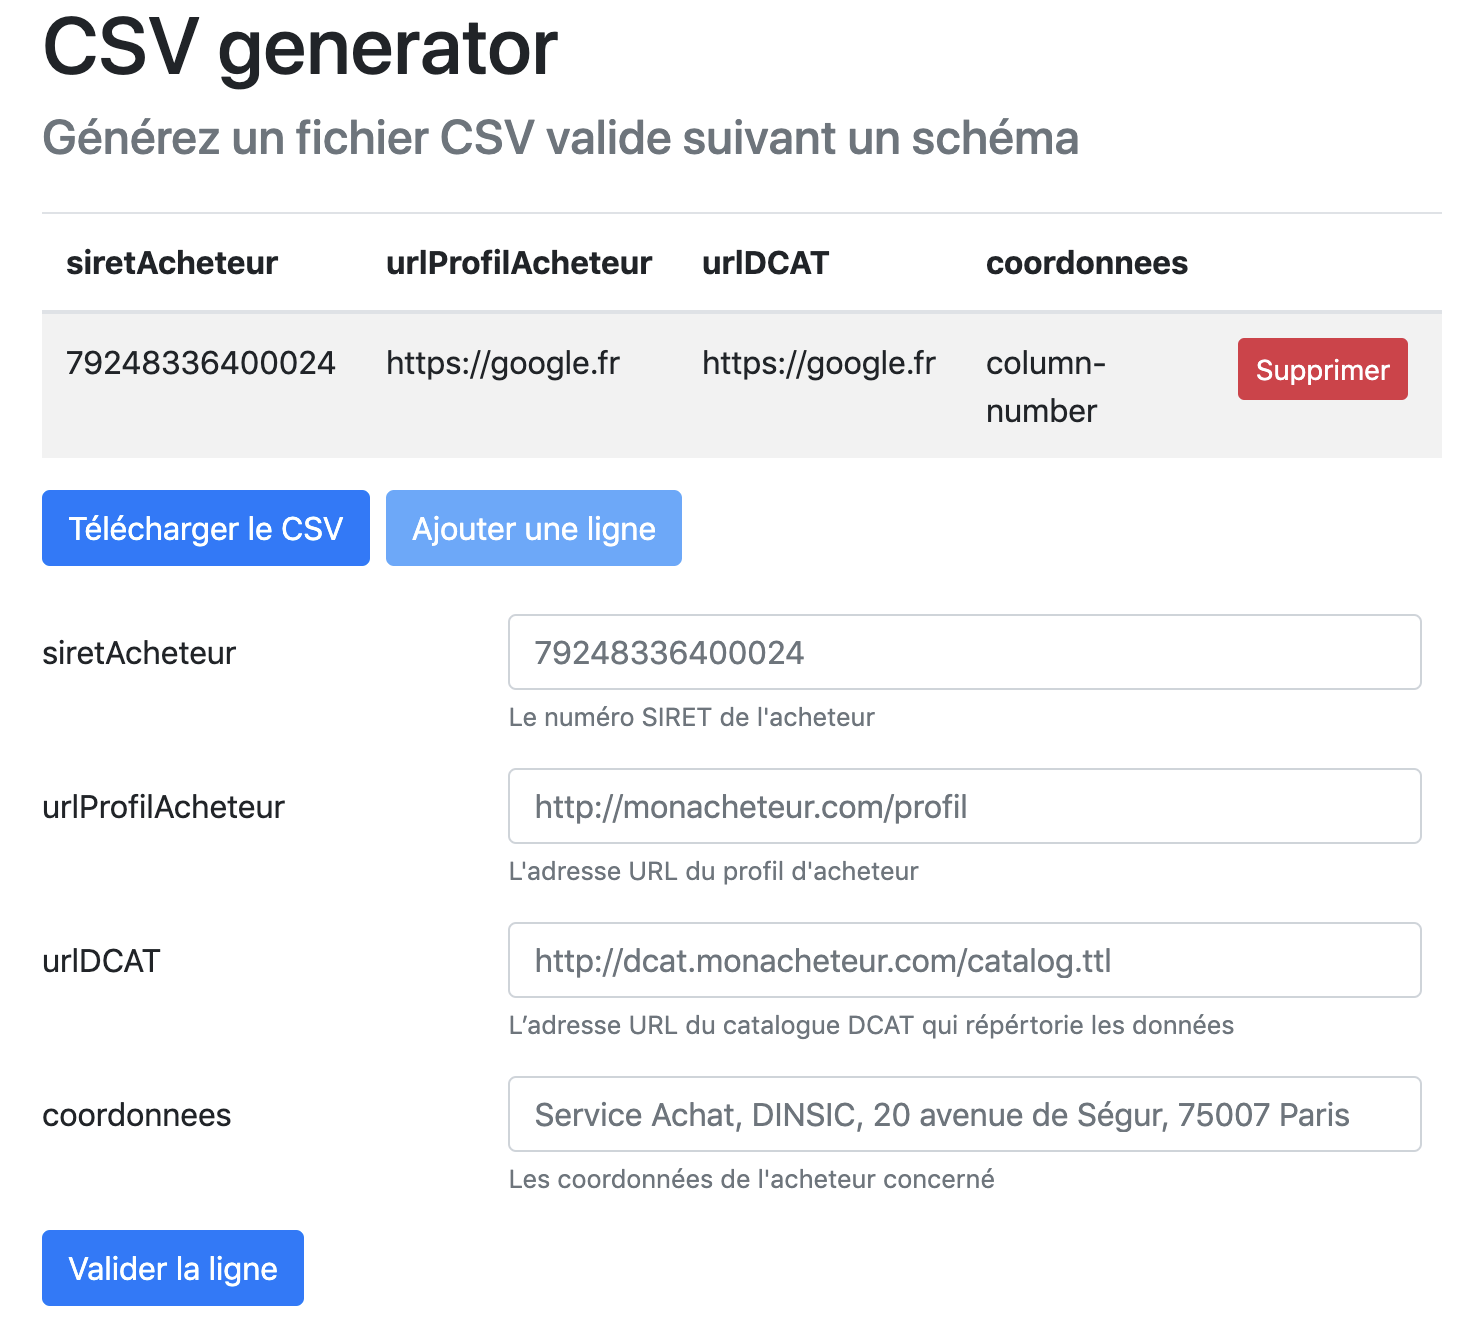 CSV generator
Générez un fichier CSV valide suivant un schéma
siretAcheteur urlProfilAcheteur urlDCAT coordonnees
79248336400024 https://google.fr https://google.fr column-
number
Supprimer
Télécharger le CSV Ajouter une ligne
siretAcheteur 79248336400024
Le numéro SIRET de l'acheteur
urlProfilAcheteur http://monacheteur.com/profil
L'adresse URL du profil d'acheteur
urlDCAT http://dcat.monacheteur.com/catalog.ttl
L’adresse URL du catalogue DCAT qui répértorie les données
coordonnees Service Achat, DINSIC, 20 avenue de Ségur, 75007 Paris
Les coordonnées de l'acheteur concerné
Valider la ligne